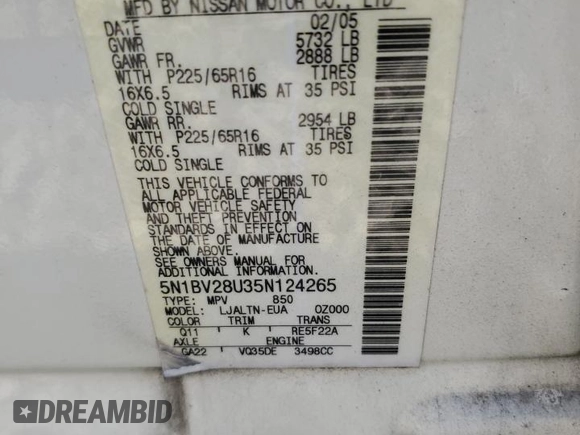 MFD BY NISSAN MOTOR CO., LTD
DATE 02/05
GVWR 5732 LB
GAWR FR. 2888 LB
WITH P225/65R16 TIRES
16X6.5 RIMS AT 35 PSI
COLD SINGLE
GAWR RR. 2954 LB
WITH P225/65R16 TIRES
16X6.5 RIMS AT 35 PSI
COLD SINGLE
THIS VEHICLE CONFORMS TO
ALL APPLICABLE FEDERAL
MOTOR VEHICLE SAFETY
AND THEFT PREVENTION
STANDARDS IN EFFECT ON
THE DATE OF MANUFACTURE
SHOWN ABOVE.
SEE OWNERS MANUAL FOR
ADDITIONAL INFORMATION.
5N1BV28U35N124265
TYPE: MPV 850
MODEL: LJALTN-EUA 0Z000
COLOR TRIM TRANS
Q11 K RE5F22A
AXLE ENGINE
GA22 VQ35DE 3498CC
DREAMBID